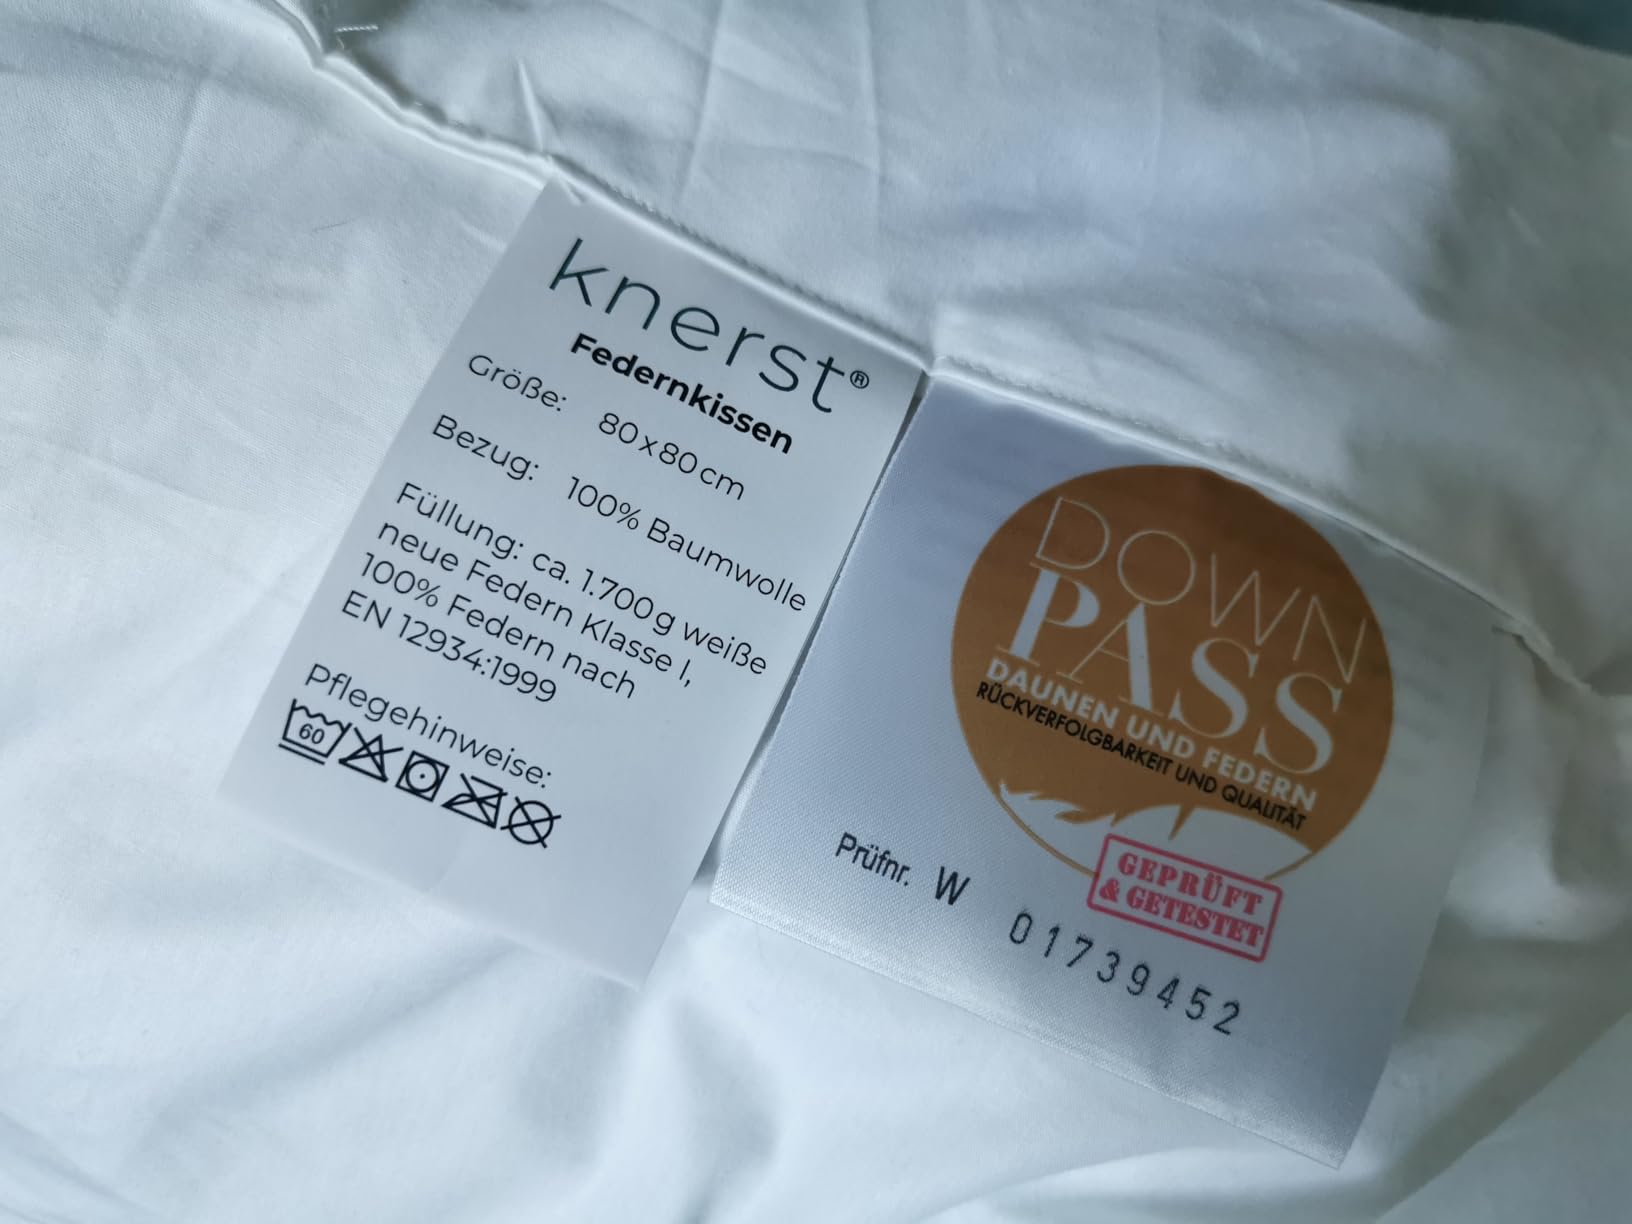 knerst®
Federnkissen
Größe: 80x80cm
Bezug: 100% Baumwolle
Füllung: ca. 1.700g weiße
neue Federn Klasse I,
100% Federn nach
EN 12934:1999
Pflegehinweise:
60
DOWN
PASS
DAUNEN UND FEDERN
RÜCKVERFOLGBARKEIT UND QUALITÄT
GEPRÜFT
& GETESTET
Prüfnr. W 01739452